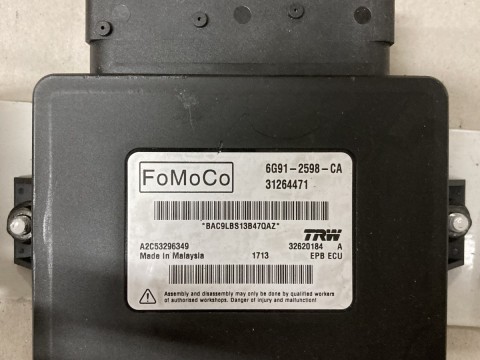 FoMoCo
6G91-2598-CA
31264471
*BAC9LBS13B47QAZ*
TRW
A2C53296349
32620184 A
Made in Malaysia
1713
EPB ECU
Assembly and disassembly may only be done by qualified workers
of authorised workshops. Danger of injury and malfunction!